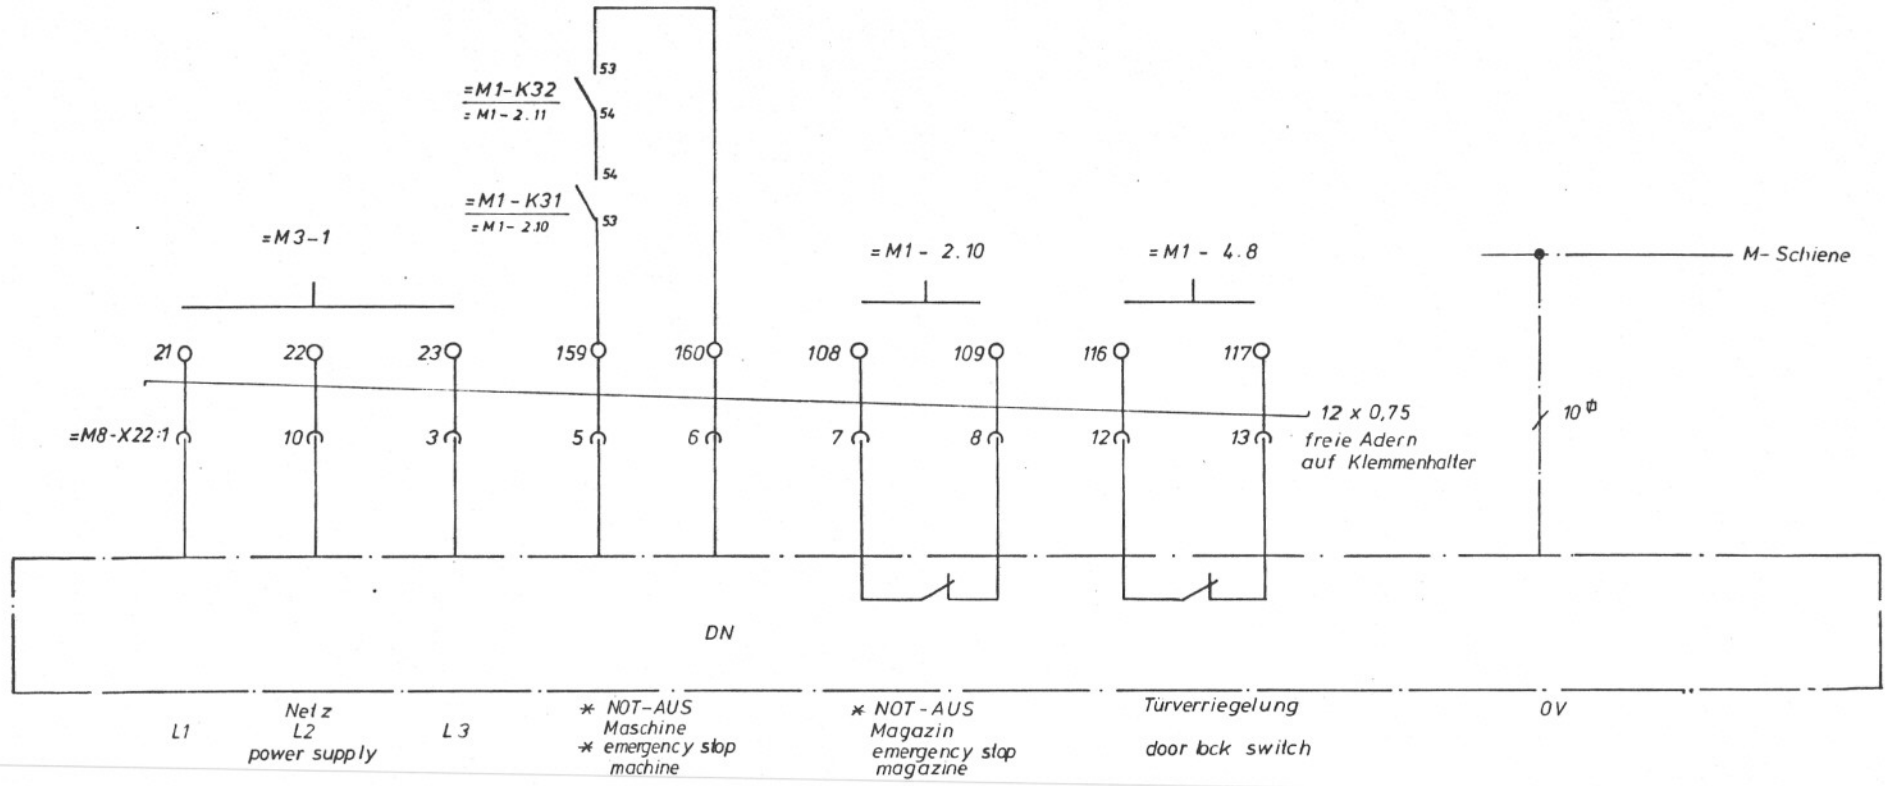 53
=M1-K32
= M1-2.11
54
54
=M1-K31
= M1-2.10
53
=M3-1
=M1- 2.10
=M1- 4.8
M- Schiene
21 22 23 159 160 108 109 116 117
12 x 0,75
10
=M8-X22:1 10 3 5 6 7 8 12 13
freie Adern
auf Klemmenhalter
DN
L1
Netz
L2
power supply
L3
* NOT-AUS
Maschine
* emergency stop
machine
* NOT-AUS
Magazin
emergency stop
magazine
Türverriegelung
door lock switch
0V